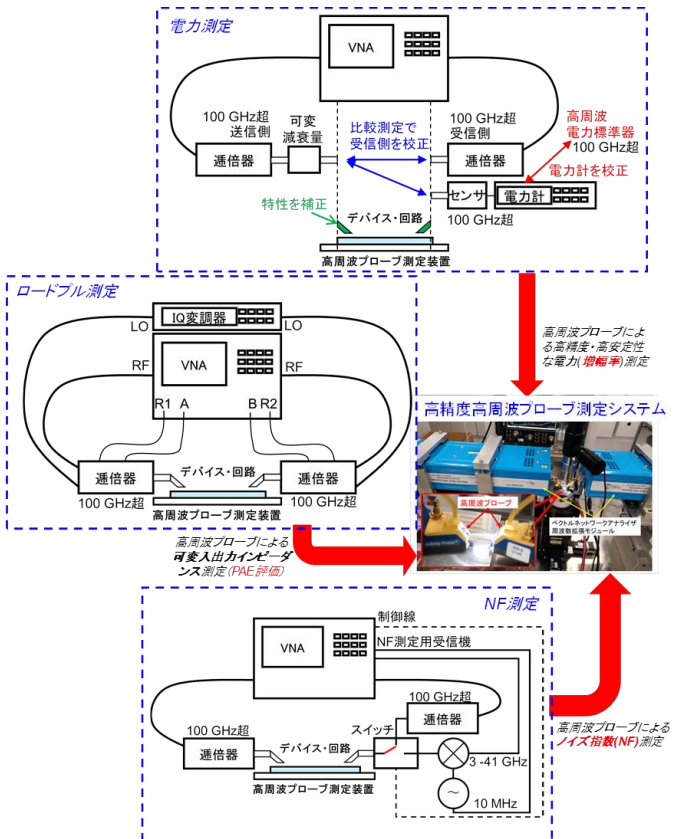 電力測定
VNA
100 GHz超
送信側
可変
減衰量
比較測定で
受信側を校正
100 GHz超
受信側
高周波
電力標準器
100 GHz超
逓倍器
逓倍器
電力計を校正
センサ
電力計
特性を補正
デバイス・回路
100 GHz超
高周波プローブ測定装置
ロードプル測定
IQ変調器
LO
LO
RF
VNA
RF
R1
A
B
R2
逓倍器
デバイス・回路
逓倍器
100 GHz超
100 GHz超
高周波プローブ測定装置
高周波プローブによ
る高精度・高安定性
な電力(増幅率)測定
高精度高周波プローブ測定システム
高周波プローブ
ベクトルネットワークアナライザ
周波数拡張モジュール
高周波プローブによる
可変入出力インピーダ
ンス測定(PAE評価)
NF測定
制御線
VNA
NF測定用受信機
100 GHz超
逓倍器
100 GHz超
スイッチ
逓倍器
デバイス・回路
3 -41 GHz
高周波プローブ測定装置
～
10 MHz
高周波プローブによる
ノイズ指数(NF)測定